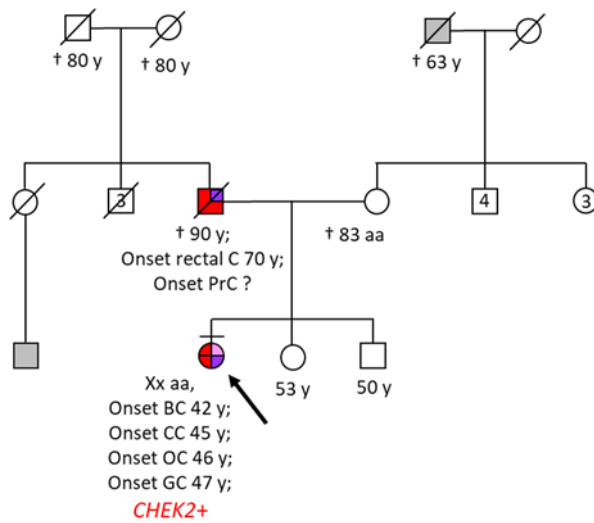 † 80 y
† 80 y
† 63 y
3
4
3
† 90 y;
Onset rectal C 70 y;
Onset PrC ?
† 83 aa
Xx aa,
Onset BC 42 y;
Onset CC 45 y;
Onset OC 46 y;
Onset GC 47 y;
CHEK2+
53 y
50 y